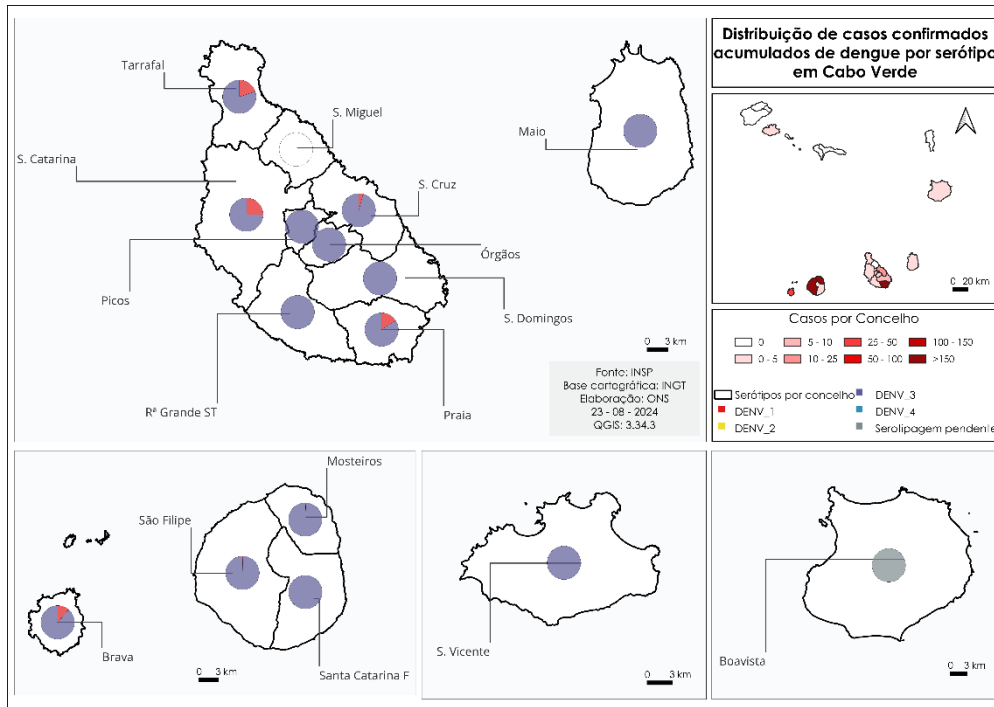 Distribuição de casos confirmados
acumulados de dengue por serótipo
em Cabo Verde
Tarrafal
S. Miguel
S. Catarina
S. Cruz
Órgãos
Picos
S. Domingos
Rª Grande ST
Praia
Maio
0 3 km
Fonte: INSP
Base cartográfica: INGT
Elaboração: ONS
23 - 08 - 2024
QGIS: 3.34.3
0 20 km
Casos por Concelho
0 5 - 10 25 - 50 100 - 150
0 - 5 10 - 25 50 - 100 >150
Serótipos por concelho DENV_3
DENV_1 DENV_4
DENV_2 Serolipagem pendente
Mosteiros
São Filipe
Brava
Santa Catarina F
0 3 km
S. Vicente
0 3 km
Boavista
0 3 km